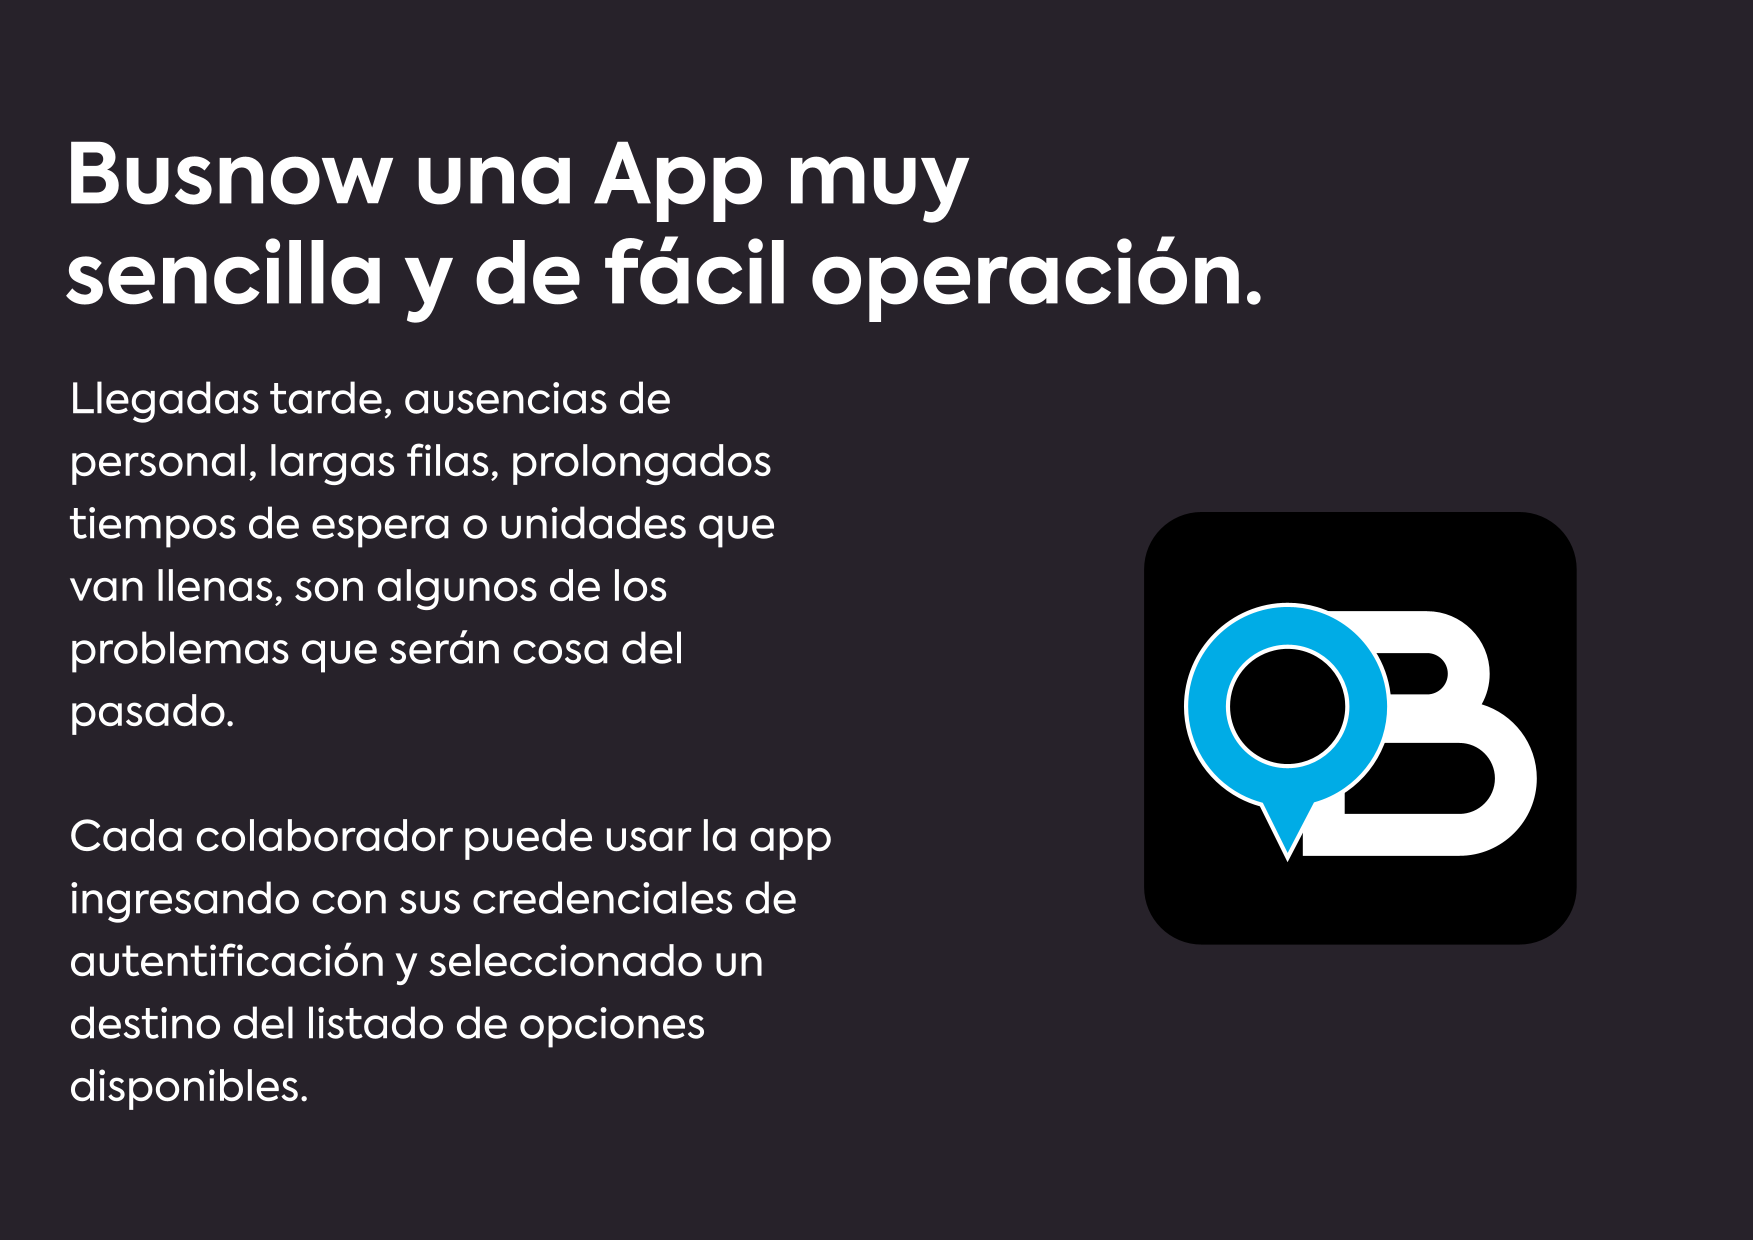 Busnow una App muy
sencilla y de fácil operación.
Llegadas tarde, ausencias de
personal, largas filas, prolongados
tiempos de espera o unidades que
van llenas, son algunos de los
problemas que serán cosa del
pasado.
Cada colaborador puede usar la app
ingresando con sus credenciales de
autentificación y seleccionado un
destino del listado de opciones
disponibles.
B